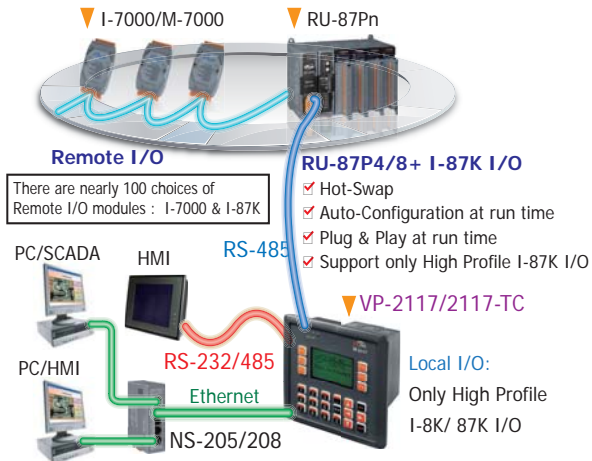 I-7000/M-7000
RU-87Pn
Remote I/O
There are nearly 100 choices of
Remote I/O modules : I-7000 & I-87K
RU-87P4/8+ I-87K I/O
Hot-Swap
Auto-Configuration at run time
Plug & Play at run time
Support only High Profile I-87K I/O
PC/SCADA
HMI
RS-485
VP-2117/2117-TC
RS-232/485
PC/HMI
Ethernet
NS-205/208
Local I/O:
Only High Profile
I-8K/ 87K I/O